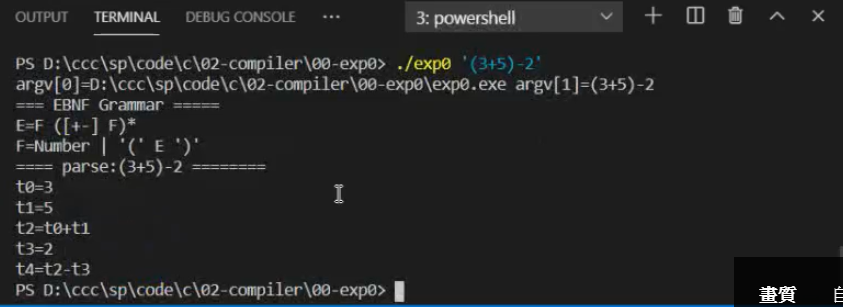 OUTPUT TERMINAL DEBUG CONSOLE ··· 3: powershell
PS D:\ccc\sp\code\c\02-compiler\00-exp0> ./exp0 '(3+5)-2'
argv[0]=D:\ccc\sp\code\c\02-compiler\00-exp0\exp0.exe argv[1]=(3+5)-2
=== EBNF Grammar =====
E=F ([+-] F)*
F=Number | '(' E ')'
==== parse:(3+5)-2 ========
t0=3
t1=5
t2=t0+t1
t3=2
t4=t2-t3
PS D:\ccc\sp\code\c\02-compiler\00-exp0>
畫質 自